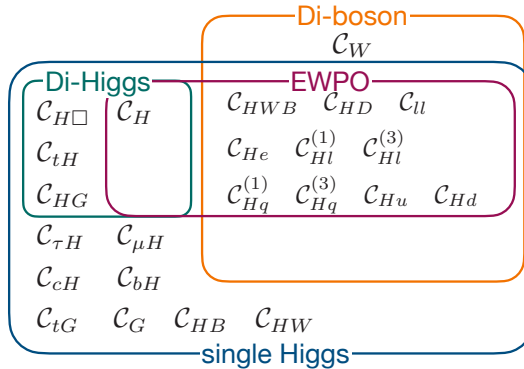 Di-boson
𝒞_W
Di-Higgs EWPO
𝒞_{H□} 𝒞_H 𝒞_{HWB} 𝒞_{HD} 𝒞_{ll}
𝒞_{tH} 𝒞_{He} 𝒞_{Hl}^{(1)} 𝒞_{Hl}^{(3)}
𝒞_{HG} 𝒞_{Hq}^{(1)} 𝒞_{Hq}^{(3)} 𝒞_{Hu} 𝒞_{Hd}
𝒞_{τH} 𝒞_{μH}
𝒞_{cH} 𝒞_{bH}
𝒞_{tG} 𝒞_G 𝒞_{HB} 𝒞_{HW}
single Higgs